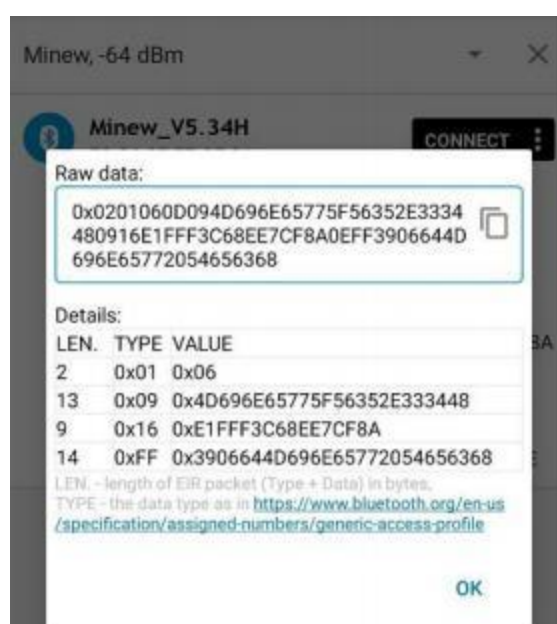 Minew, -64 dBm
Minew_V5.34H
CONNECT
Raw data:
0x0201060D094D696E65775F56352E3334
480916E1FFF3C68EE7CF8A0EFF3906644D
696E65772054656368
Details:
LEN. TYPE VALUE
2 0x01 0x06
13 0x09 0x4D696E65775F56352E333448
9 0x16 0xE1FFF3C68EE7CF8A
14 0xFF 0x3906644D696E65772054656368
LEN. - length of EIR packet (Type + Data) in bytes,
TYPE - the data type as in https://www.bluetooth.org/en-us
/specification/assigned-numbers/generic-access-profile
OK